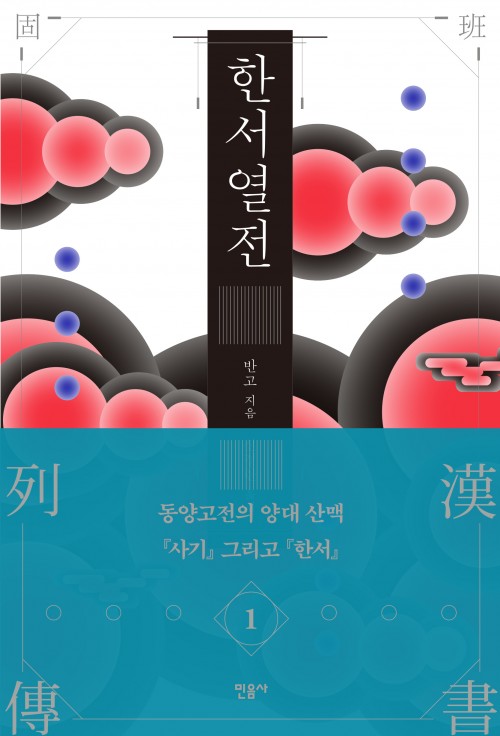 固 班
한서열전
반고 지음
동양고전의 양대 산맥
『사기』 그리고 『한서』
列 漢
1
傳 書
민음사